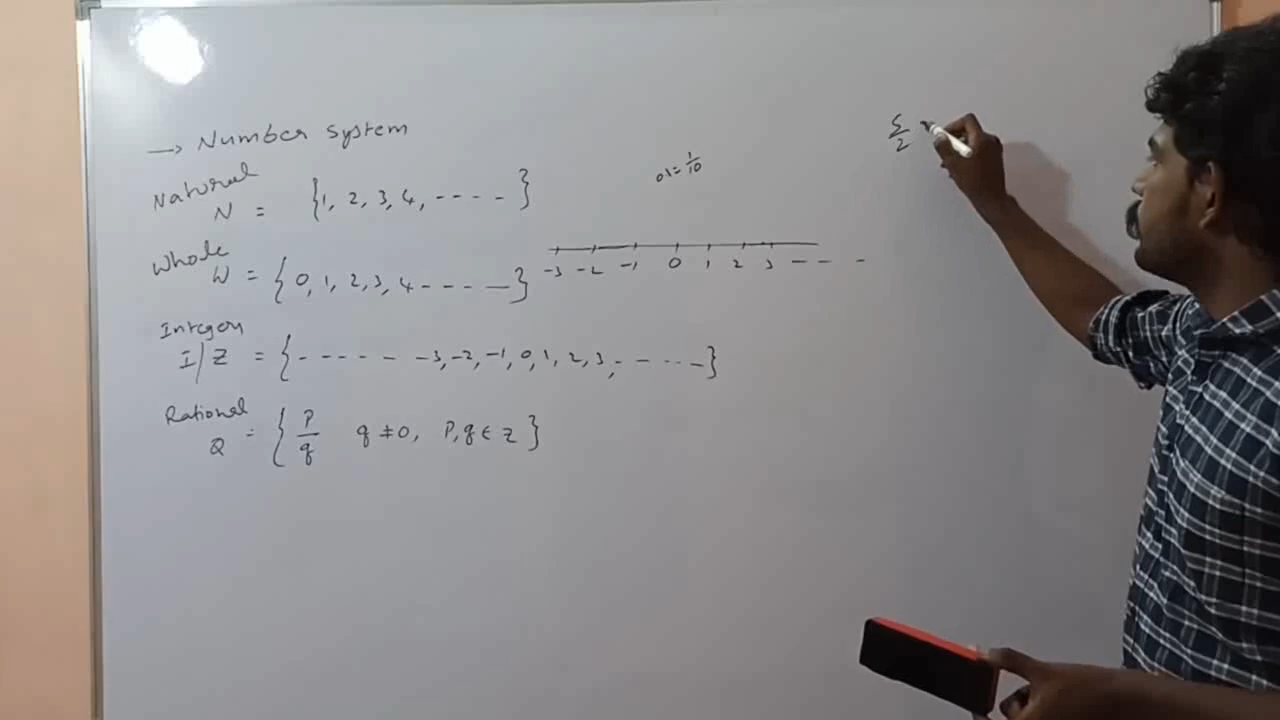 → Number system
Natural
N = {1, 2, 3, 4, - - - - }
0.1 = 1/10
5/2
Whole
W = { 0, 1, 2, 3, 4 - - - - — }
-3 -2 -1 0 1 2 3 — — -
Integers
I/Z = { - - - - - -3, -2, -1, 0, 1, 2, 3, - - - - - }
Rational
Q = { P/q q ≠ 0, P, q ∈ Z }